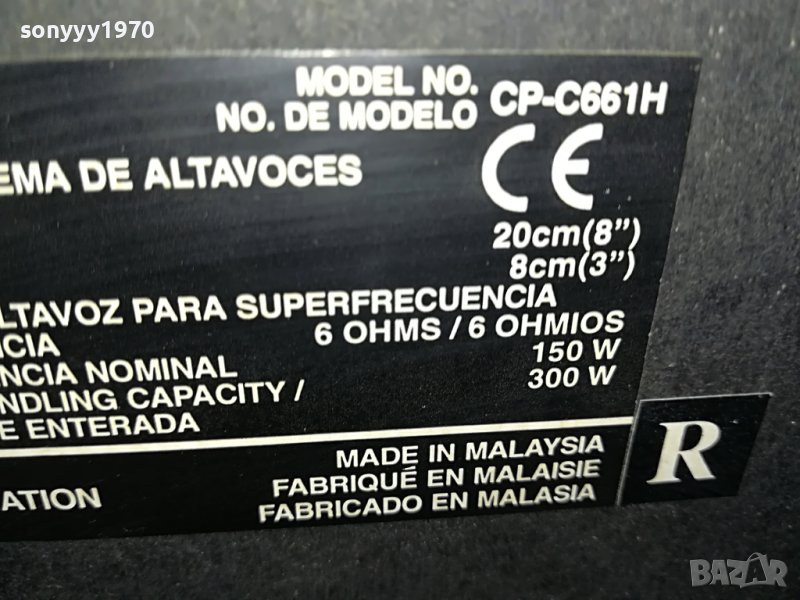 sonyyy1970
MODEL NO.
NO. DE MODELO CP-C661H
EMA DE ALTAVOCES
CE
20cm(8")
8cm(3")
LTAVOZ PARA SUPERFRECUENCIA
CIA 6 OHMS / 6 OHMIOS
NCIA NOMINAL 150 W
NDLING CAPACITY / 300 W
E ENTERADA
MADE IN MALAYSIA
ATION FABRIQUÉ EN MALAISIE
FABRICADO EN MALASIA
R
BAZAR